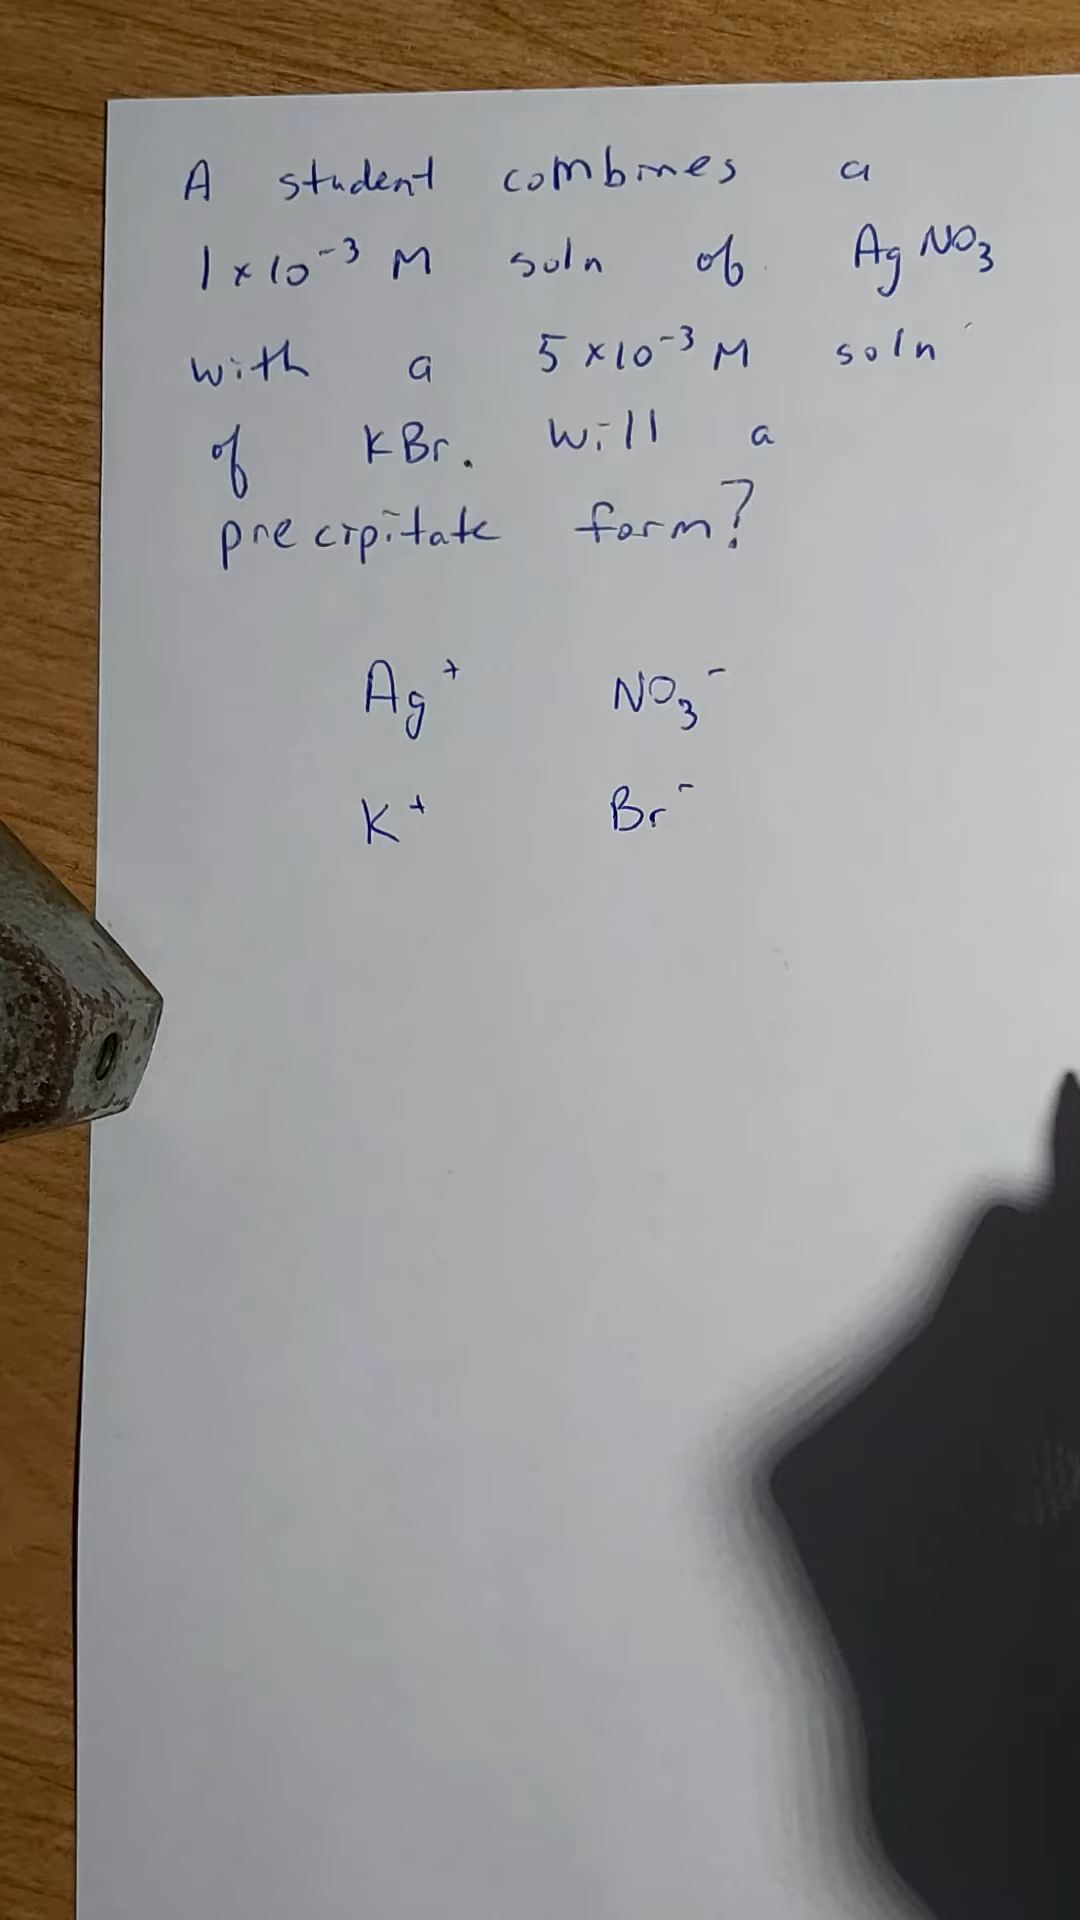 A student combines a
1 × 10⁻³ M soln of AgNO₃
with a 5 × 10⁻³ M soln
of KBr. Will a
precipitate form?
Ag⁺ NO₃⁻
K⁺ Br⁻